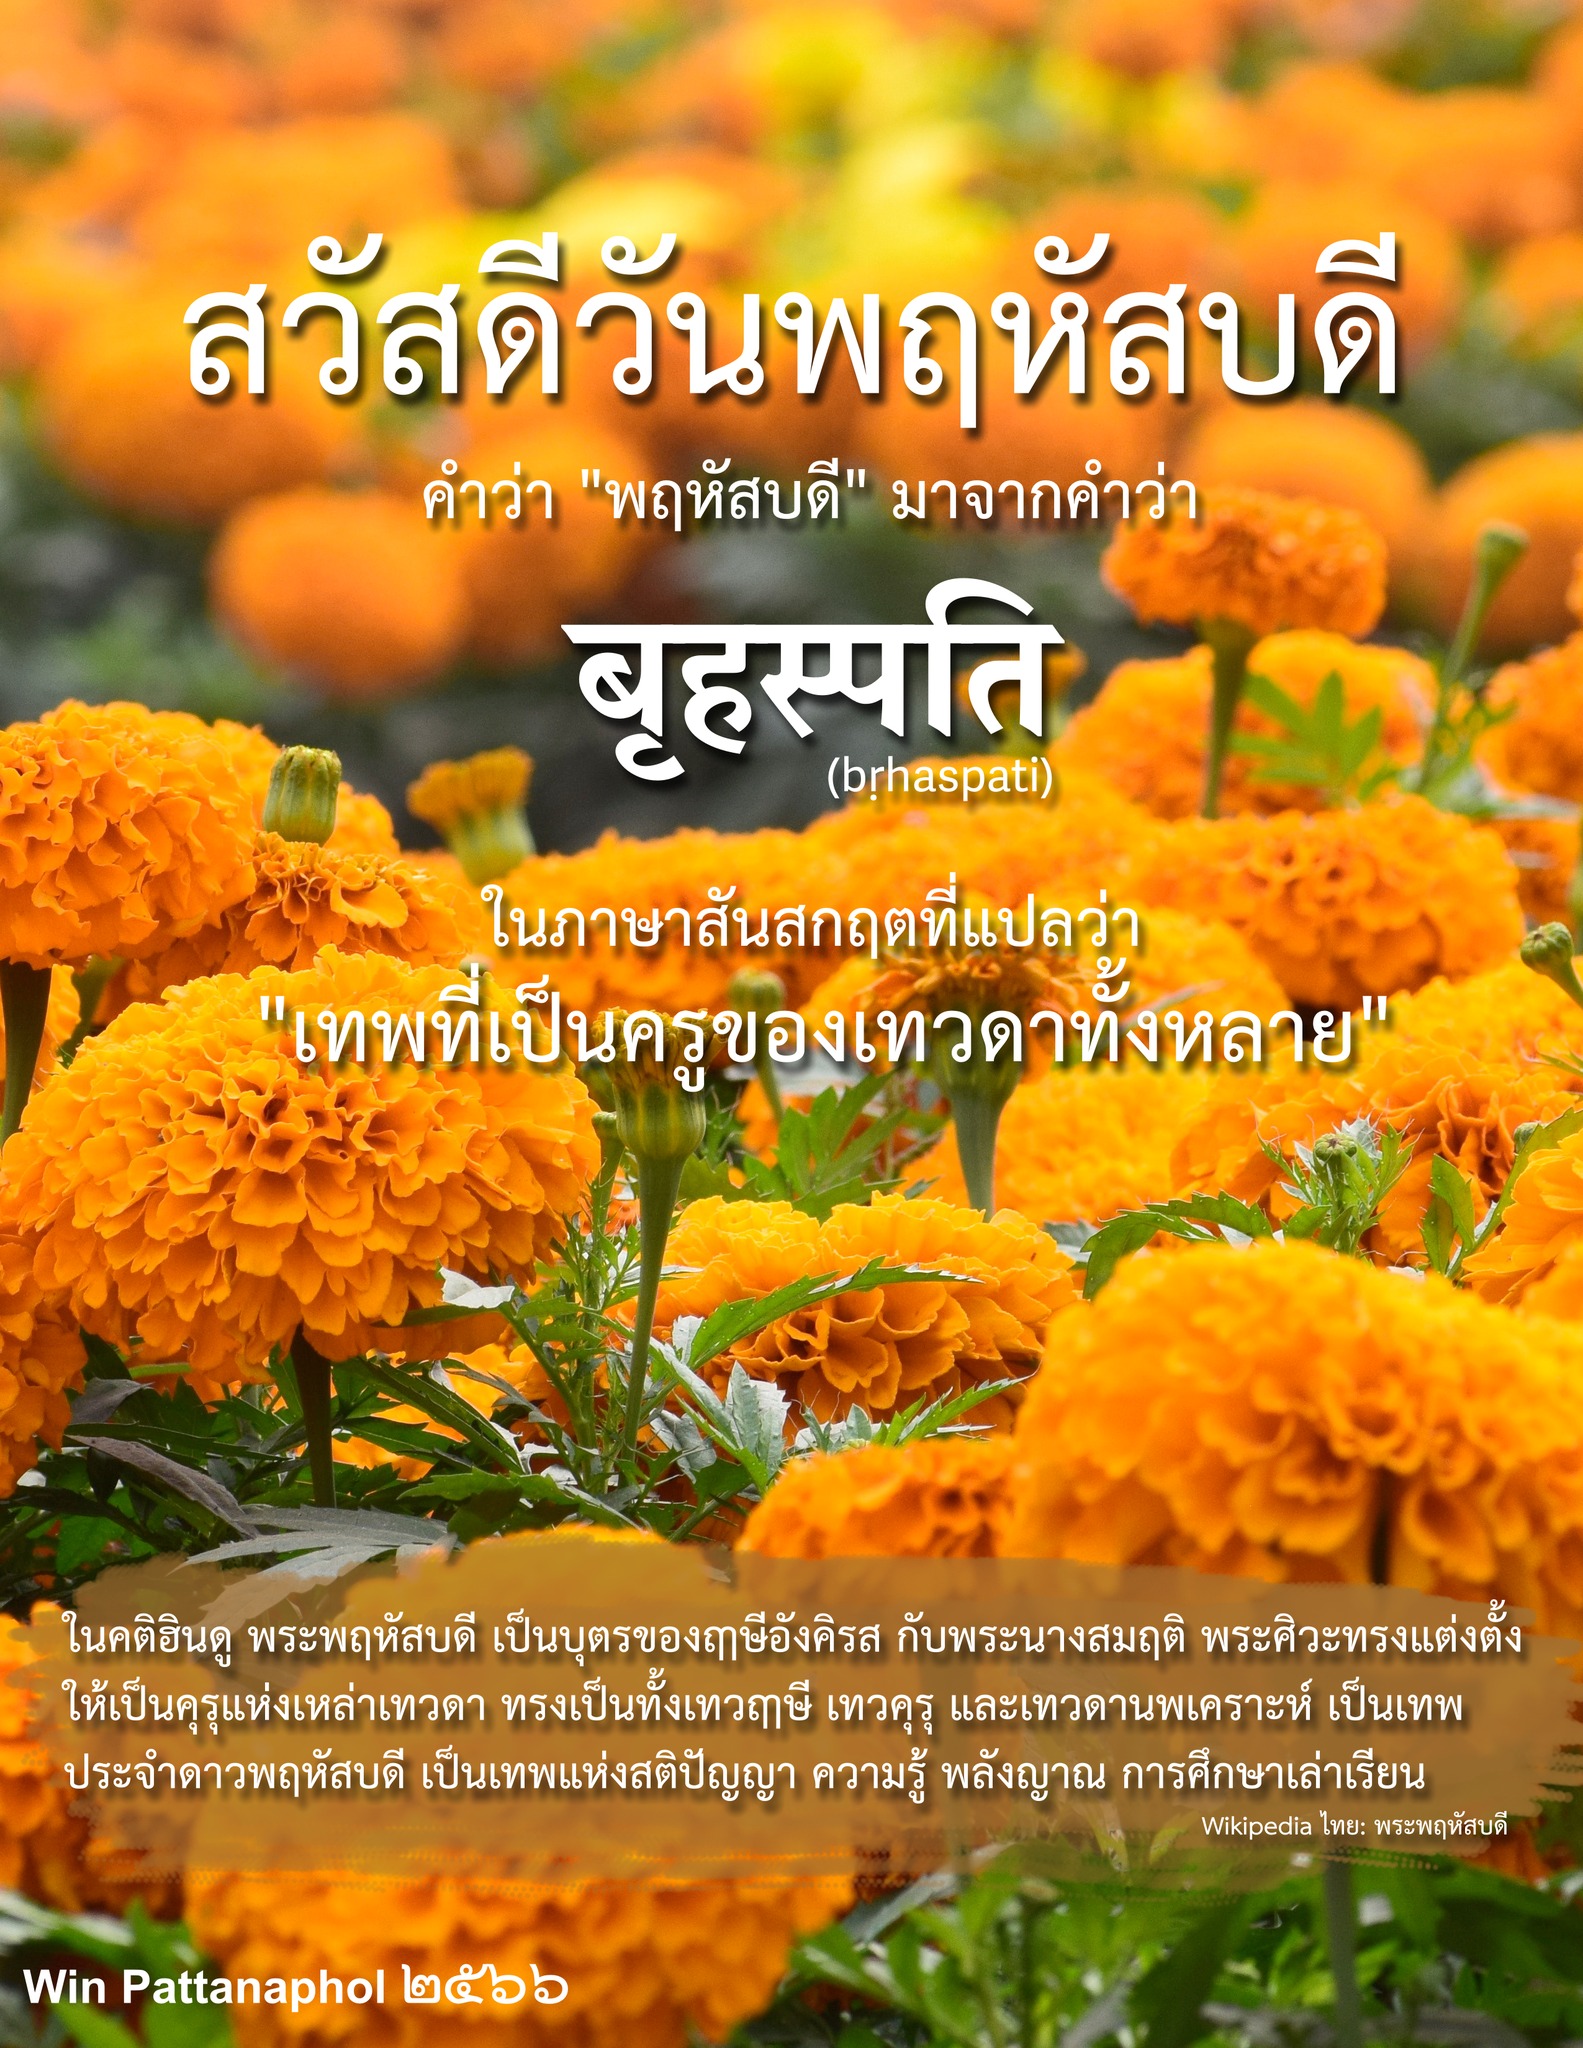 สวัสดีวันพฤหัสบดี
คำว่า "พฤหัสบดี" มาจากคำว่า
बृहस्पति
(bṛhaspati)
ในภาษาสันสกฤตที่แปลว่า
"เทพที่เป็นครูของเทวดาทั้งหลาย"
ในคติฮินดู พระพฤหัสบดี เป็นบุตรของฤๅษีอังคิรส กับพระนางสมฤติ พระศิวะทรงแต่งตั้ง
ให้เป็นคุรุแห่งเหล่าเทวดา ทรงเป็นทั้งเทวฤๅษี เทวคุรุ และเทวดานพเคราะห์ เป็นเทพ
ประจำดาวพฤหัสบดี เป็นเทพแห่งสติปัญญา ความรู้ พลังญาณ การศึกษาเล่าเรียน
Wikipedia ไทย: พระพฤหัสบดี
Win Pattanaphol ๒๕๖๖